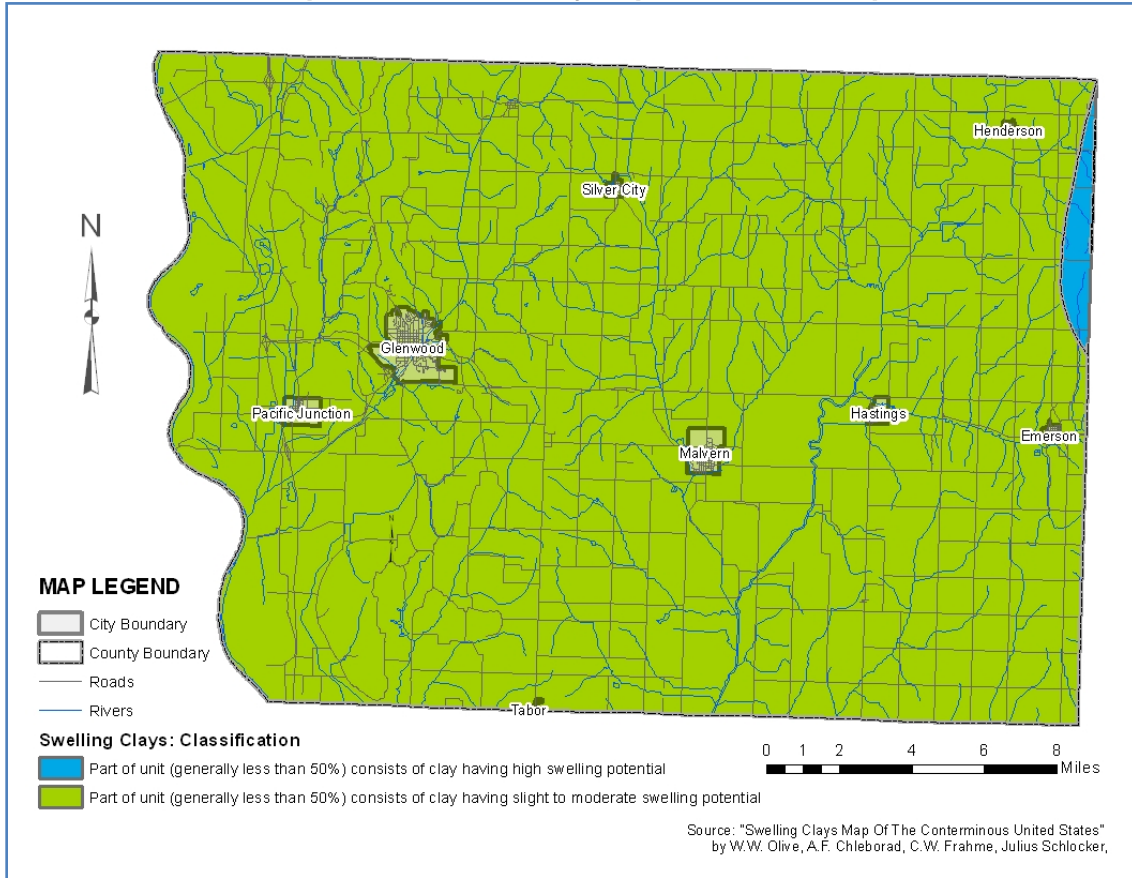 Henderson
Silver City
N
Glenwood
Pacific Junction
Hastings
Malvern
Emerson
N
Tabor
MAP LEGEND
City Boundary
County Boundary
Roads
Rivers
Swelling Clays: Classification
Part of unit (generally less than 50%) consists of clay having high swelling potential
Part of unit (generally less than 50%) consists of clay having slight to moderate swelling potential
0 1 2 4 6 8
Miles
Source: "Swelling Clays Map Of The Conterminous United States"
by W.W. Olive, A.F. Chleborad, C.W. Frahme, Julius Schlocker,